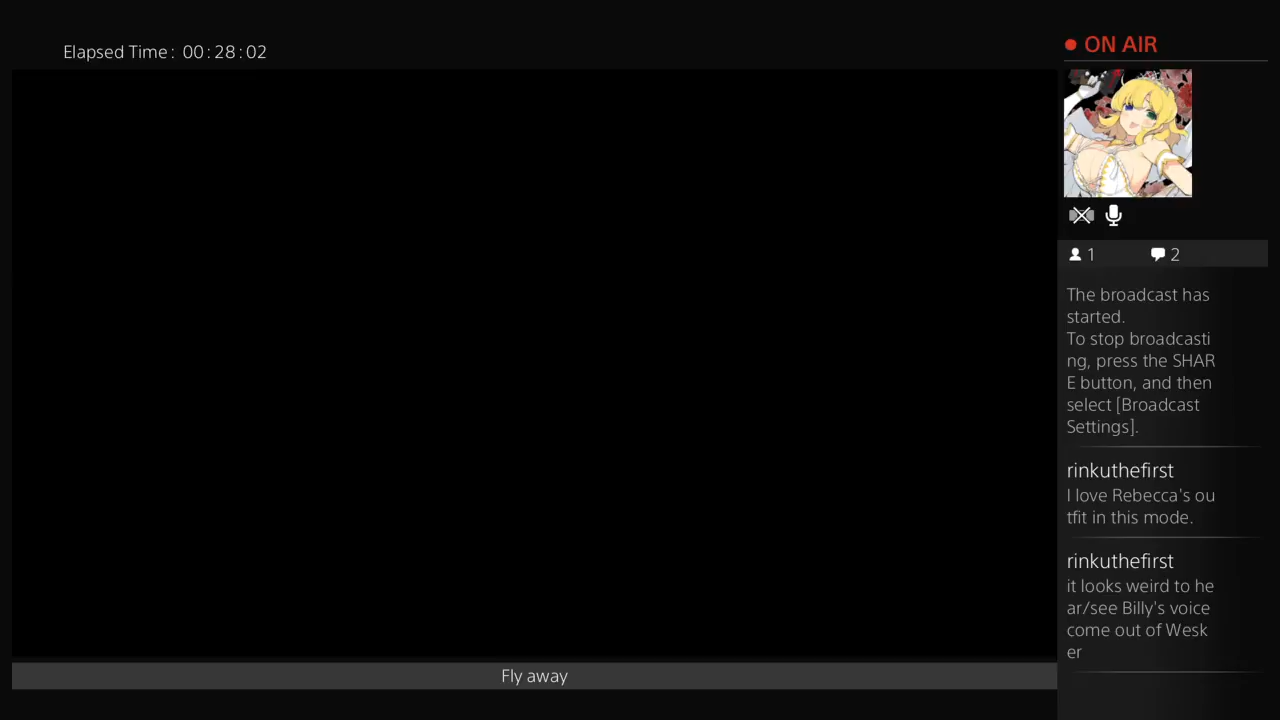 Elapsed Time: 00:28:02
ON AIR
1 2
The broadcast has
started.
To stop broadcasti
ng, press the SHAR
E button, and then
select [Broadcast
Settings].
rinkuthefirst
I love Rebecca's ou
tfit in this mode.
rinkuthefirst
it looks weird to he
ar/see Billy's voice
come out of Wesk
er
Fly away